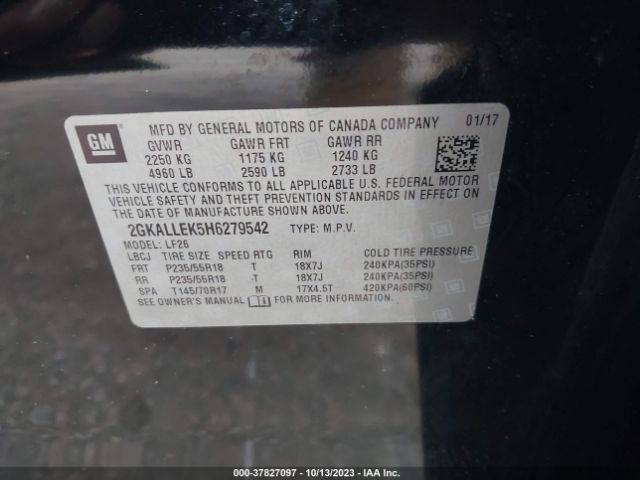 GM
MFD BY GENERAL MOTORS OF CANADA COMPANY 01/17
GVWR GAWR FRT GAWR RR
2250 KG 1175 KG 1240 KG
4960 LB 2590 LB 2733 LB
THIS VEHICLE CONFORMS TO ALL APPLICABLE U.S. FEDERAL MOTOR
VEHICLE SAFETY AND THEFT PREVENTION STANDARDS IN EFFECT ON
THE DATE OF MANUFACTURE SHOWN ABOVE.
2GKALLEK5H6279542 TYPE: M.P.V.
MODEL: LF26
LBCJ TIRE SIZE SPEED RTG RIM COLD TIRE PRESSURE
FRT P235/55R18 T 18X7J 240KPA(35PSI)
RR P235/55R18 T 18X7J 240KPA(35PSI)
SPA T145/70R17 M 17X4.5T 420KPA(60PSI)
SEE OWNER'S MANUAL FOR MORE INFORMATION.
000-37827097 - 10/13/2023 - IAA Inc.